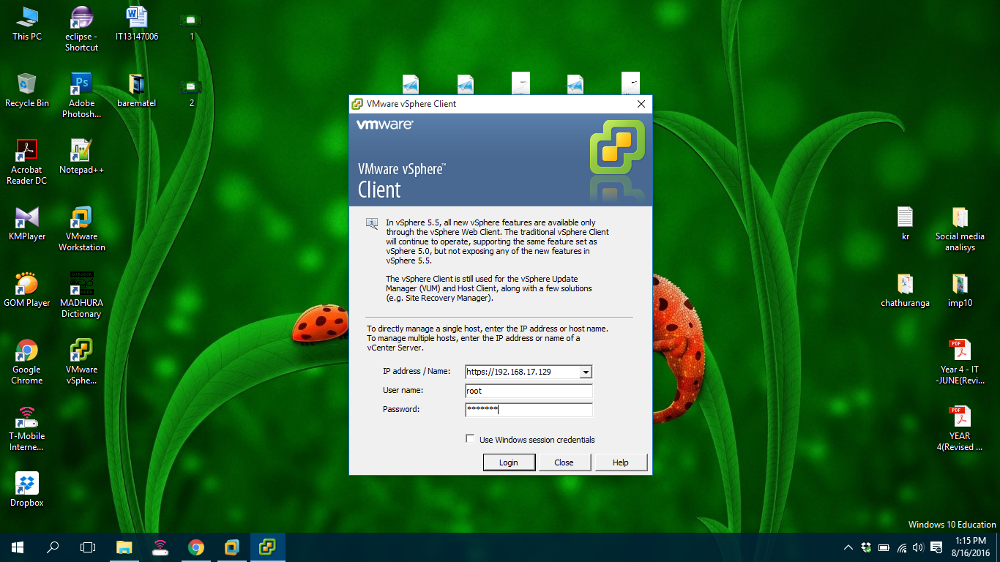 This PC
eclipse -
Shortcut
IT13147006
1
Recycle Bin
Adobe
Photosh...
barematel
2
Acrobat
Reader DC
Notepad++
KMPlayer
VMware
Workstation
GOM Player
MADHURA
Dictionary
Google
Chrome
VMware
vSphe...
T-Mobile
Interne...
Dropbox
VMware vSphere Client
vmware
VMware vSphere™
Client
In vSphere 5.5, all new vSphere features are available only
through the vSphere Web Client. The traditional vSphere Client
will continue to operate, supporting the same feature set as
vSphere 5.0, but not exposing any of the new features in
vSphere 5.5.
The vSphere Client is still used for the vSphere Update
Manager (VUM) and Host Client, along with a few solutions
(e.g. Site Recovery Manager).
To directly manage a single host, enter the IP address or host name.
To manage multiple hosts, enter the IP address or name of a
vCenter Server.
IP address / Name: https://192.168.17.129
User name: root
Password: *******
Use Windows session credentials
Login Close Help
kr
Social media
analisys
chathuranga
imp10
PDF
Year 4 - IT
-JUNE(Revi...
PDF
YEAR
4(Revised ...
Windows 10 Education
1:15 PM
8/16/2016